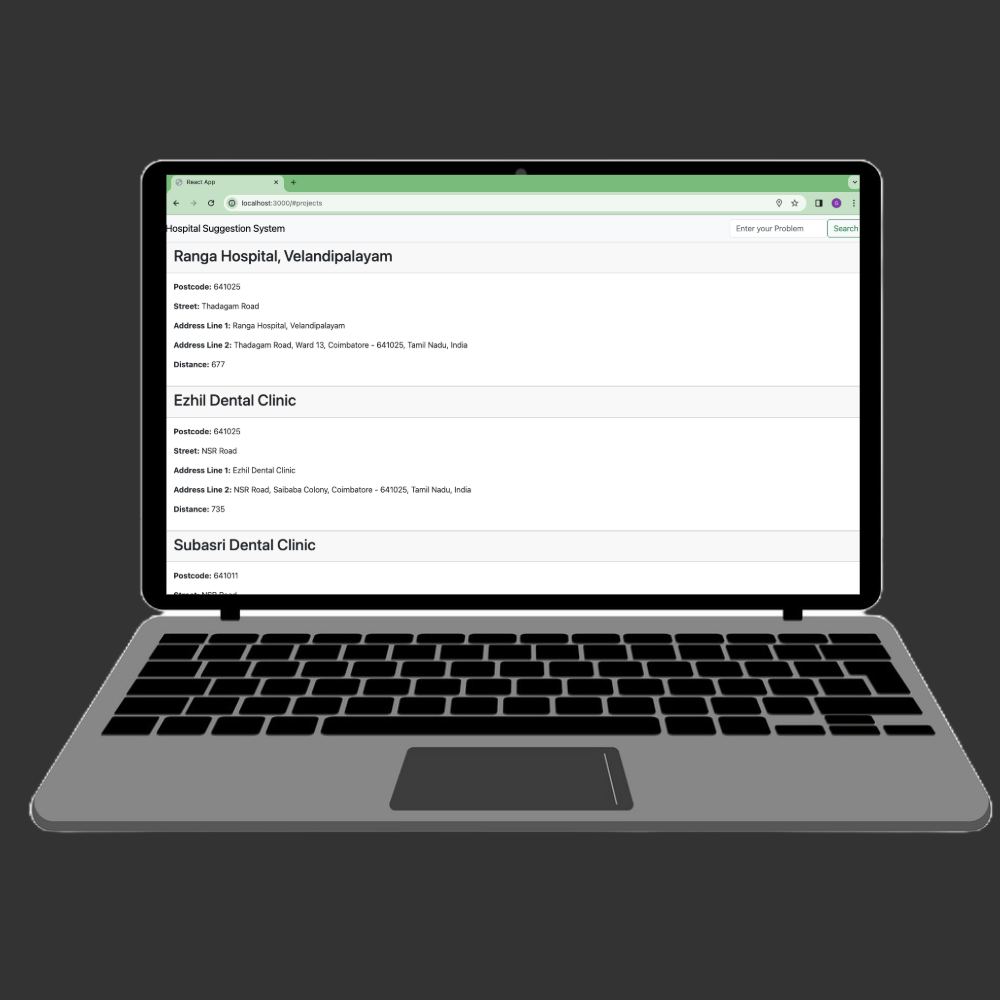 React App
localhost:3000/#projects
S
Hospital Suggestion System
Enter your Problem
Search
Ranga Hospital, Velandipalayam
Postcode: 641025
Street: Thadagam Road
Address Line 1: Ranga Hospital, Velandipalayam
Address Line 2: Thadagam Road, Ward 13, Coimbatore - 641025, Tamil Nadu, India
Distance: 677
Ezhil Dental Clinic
Postcode: 641025
Street: NSR Road
Address Line 1: Ezhil Dental Clinic
Address Line 2: NSR Road, Saibaba Colony, Coimbatore - 641025, Tamil Nadu, India
Distance: 735
Subasri Dental Clinic
Postcode: 641011
Street: NSR Road